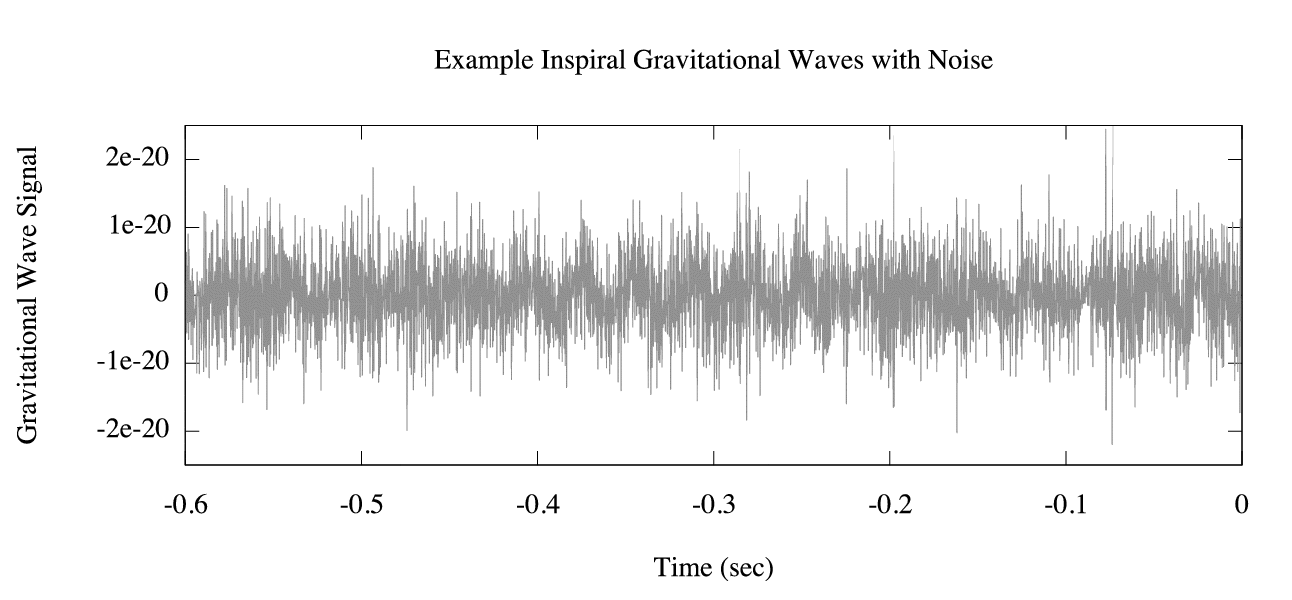 Example Inspiral Gravitational Waves with Noise
Gravitational Wave Signal
2e-20
1e-20
0
-1e-20
-2e-20
-0.6 -0.5 -0.4 -0.3 -0.2 -0.1 0
Time (sec)